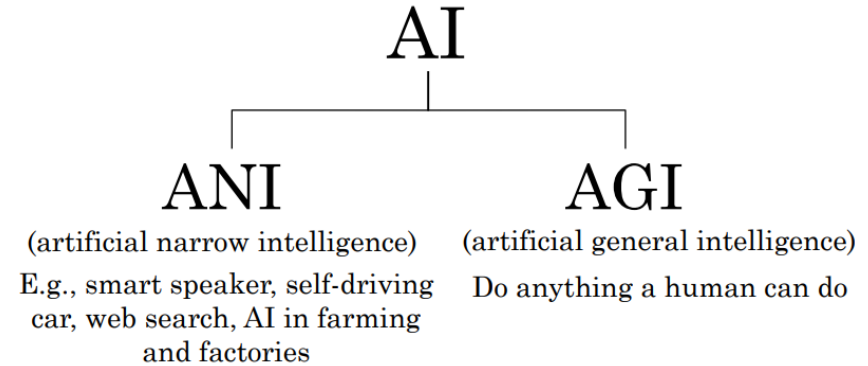 AI
ANI
(artificial narrow intelligence)
E.g., smart speaker, self-driving
car, web search, AI in farming
and factories
AGI
(artificial general intelligence)
Do anything a human can do